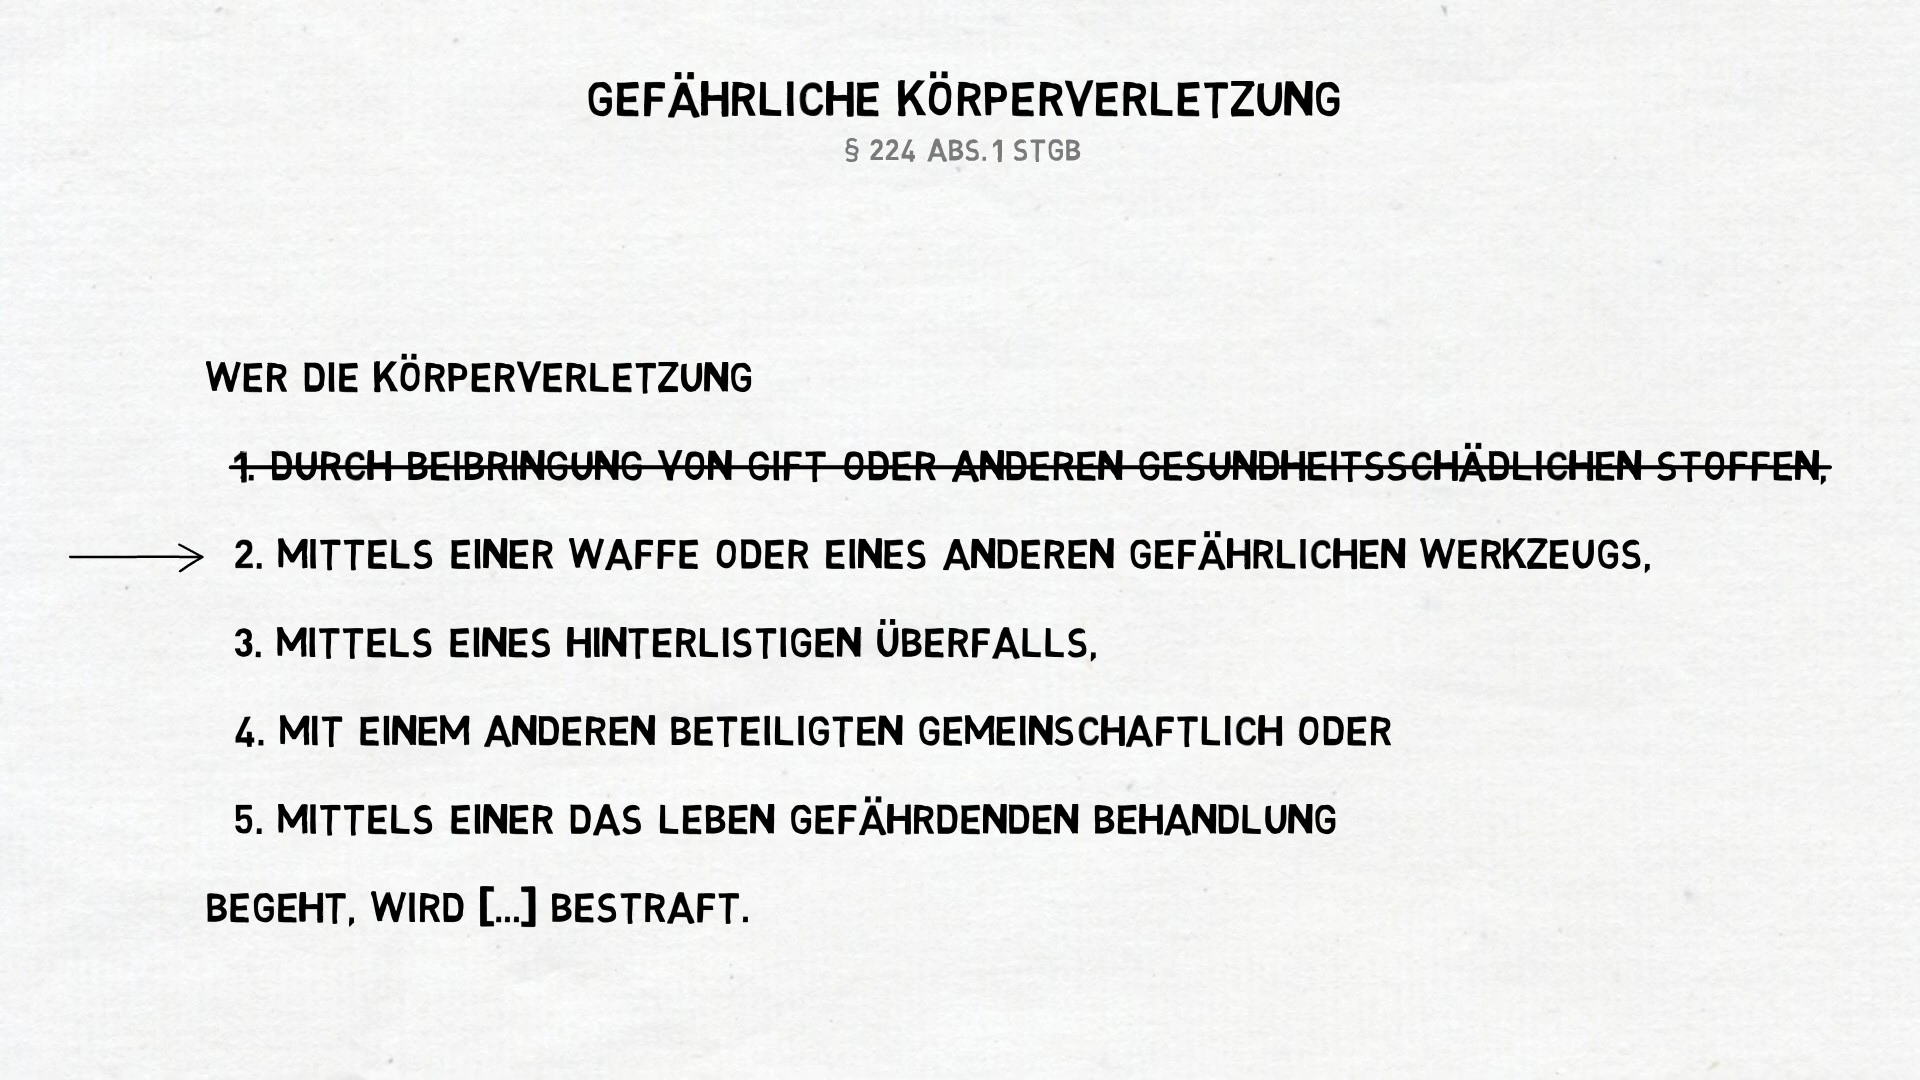 GEFÄHRLICHE KÖRPERVERLETZUNG
§ 224 ABS. 1 STGB
WER DIE KÖRPERVERLETZUNG
1. DURCH BEIBRINGUNG VON GIFT ODER ANDEREN GESUNDHEITSSCHÄDLICHEN STOFFEN,
2. MITTELS EINER WAFFE ODER EINES ANDEREN GEFÄHRLICHEN WERKZEUGS,
3. MITTELS EINES HINTERLISTIGEN ÜBERFALLS,
4. MIT EINEM ANDEREN BETEILIGTEN GEMEINSCHAFTLICH ODER
5. MITTELS EINER DAS LEBEN GEFÄHRDENDEN BEHANDLUNG
BEGEHT, WIRD [...] BESTRAFT.